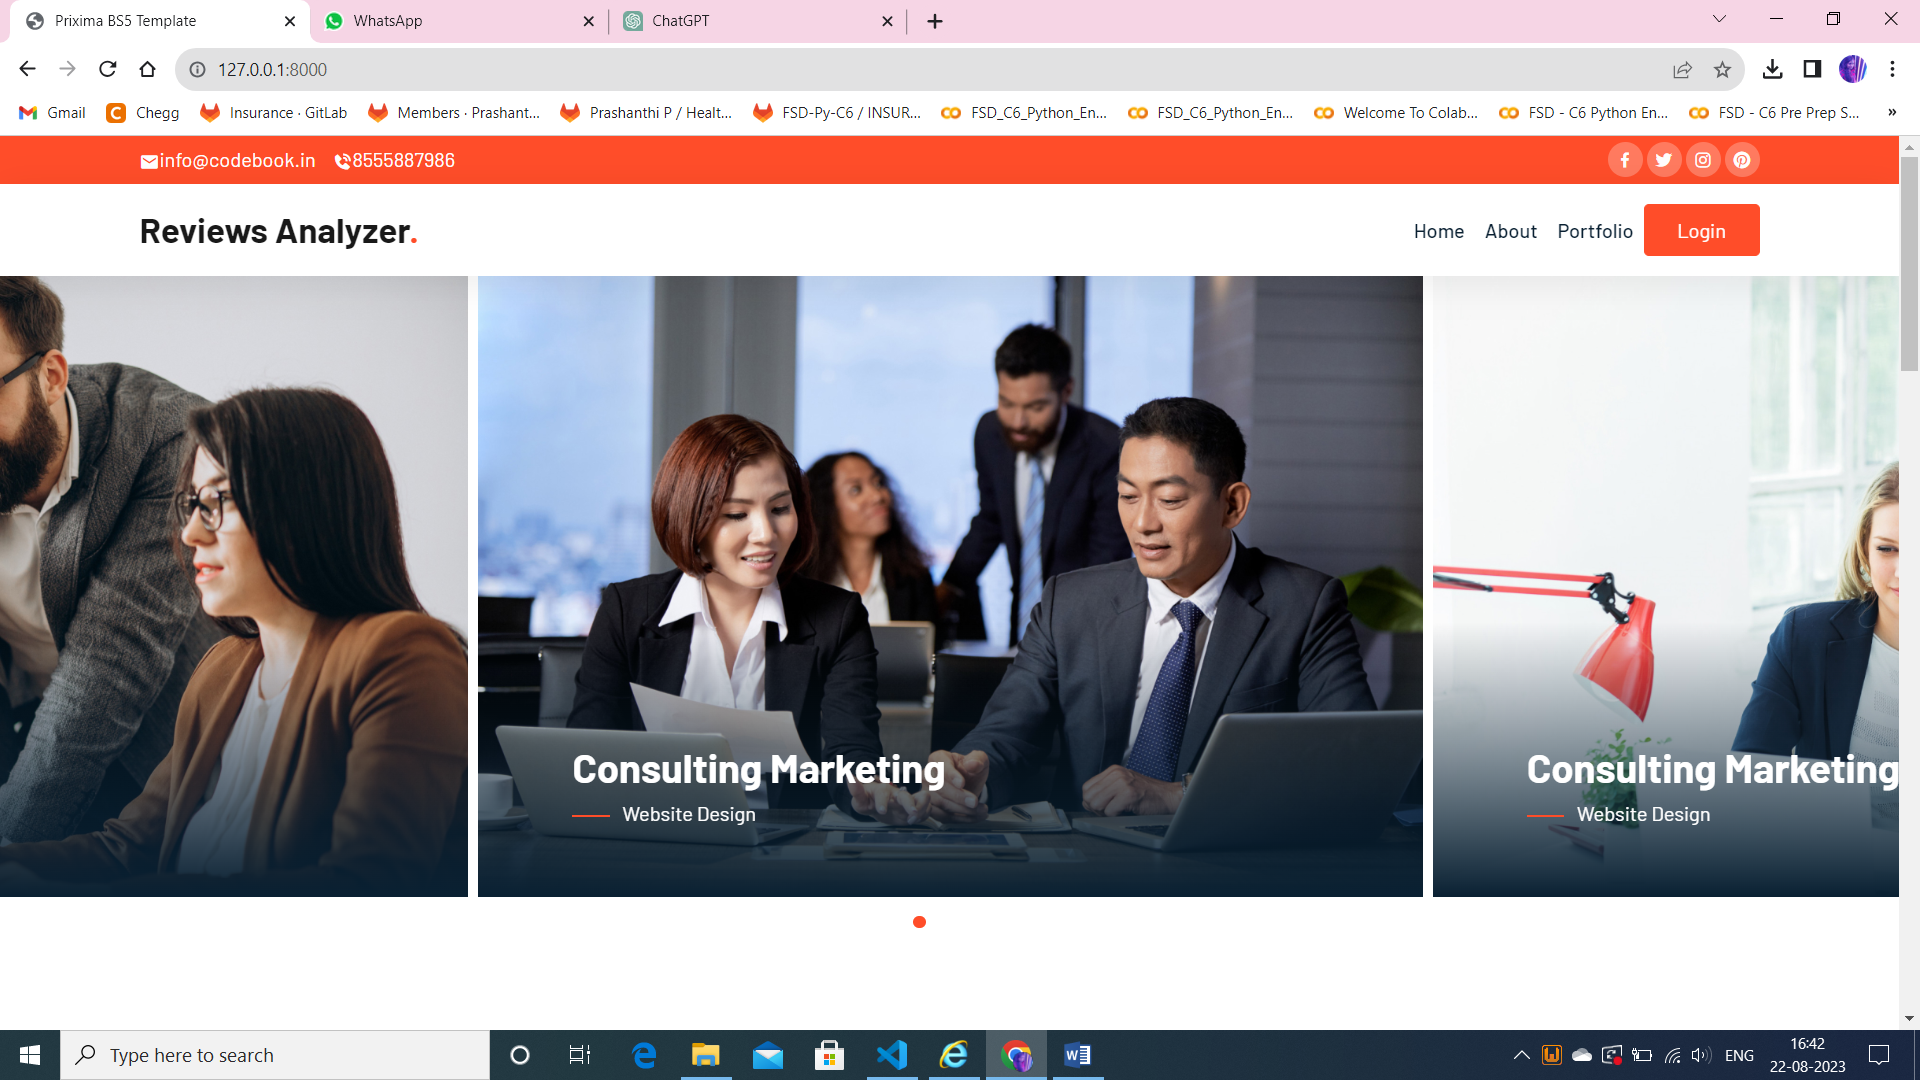 Prixima BS5 Template
WhatsApp
ChatGPT
127.0.0.1:8000
Gmail
Chegg
Insurance · GitLab
Members · Prashant...
Prashanthi P / Healt...
FSD-Py-C6 / INSUR...
FSD_C6_Python_En...
FSD_C6_Python_En...
Welcome To Colab...
FSD - C6 Python En...
FSD - C6 Pre Prep S...
»
info@codebook.in
8555887986
Reviews Analyzer.
Home
About
Portfolio
Login
Consulting Marketing
Website Design
Consulting Marketing
Website Design
Type here to search
ENG
16:42
22-08-2023